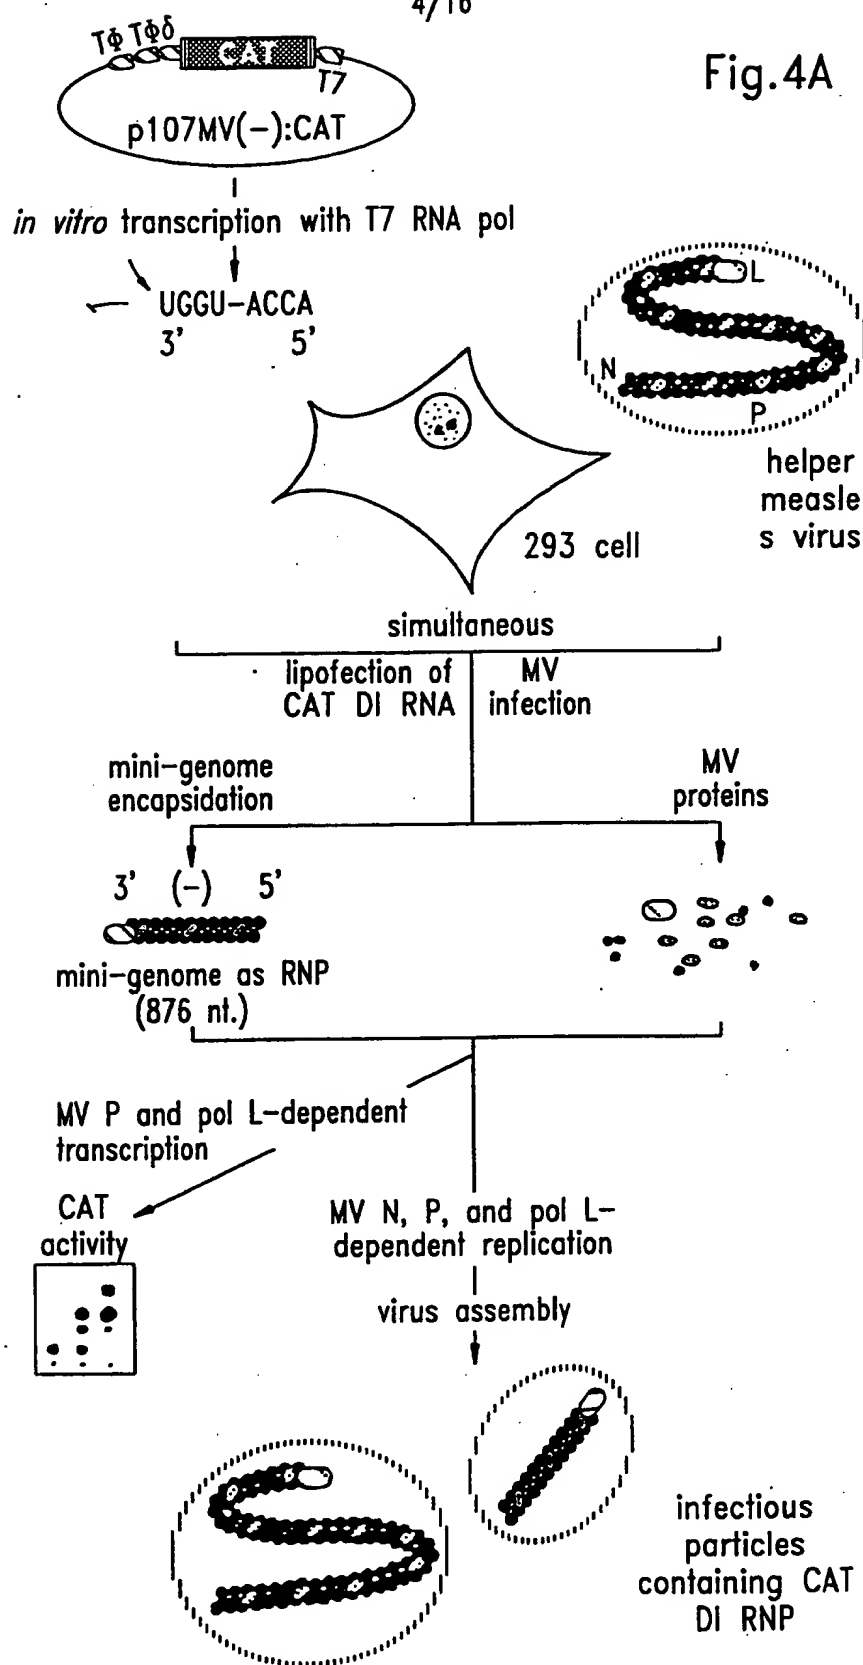 4/16
Fig.4A
TΦ TΦδ CAT T7
p107MV(-):CAT
in vitro transcription with T7 RNA pol
UGGU-ACCA
3' 5'
L
N
P
helper
measle
s virus
293 cell
simultaneous
lipofection of
CAT DI RNA
MV
infection
mini-genome
encapsidation
MV
proteins
3' (-) 5'
mini-genome as RNP
(876 nt.)
MV P and pol L-dependent
transcription
CAT
activity
MV N, P, and pol L-
dependent replication
virus assembly
infectious
particles
containing CAT
DI RNP